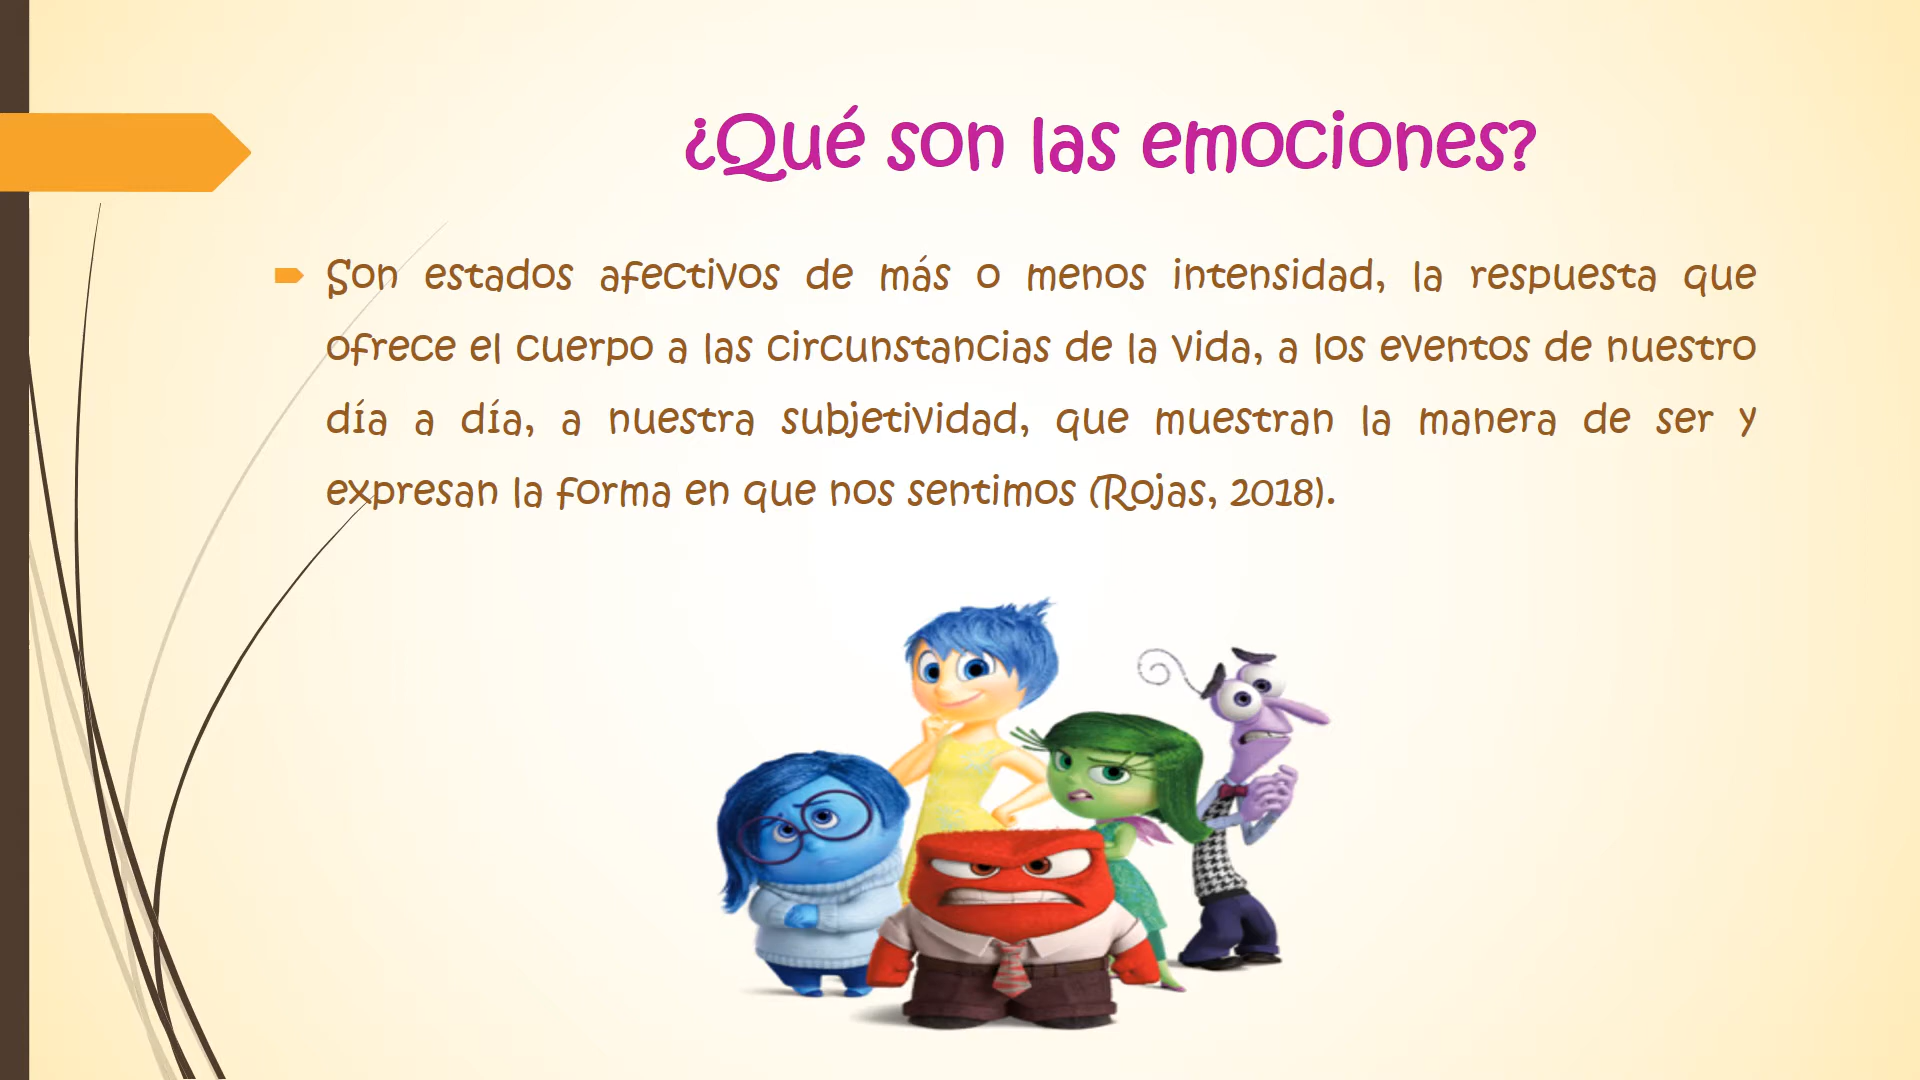 ¿Qué son las emociones?
Son estados afectivos de más o menos intensidad, la respuesta que
ofrece el cuerpo a las circunstancias de la vida, a los eventos de nuestro
día a día, a nuestra subjetividad, que muestran la manera de ser y
expresan la forma en que nos sentimos (Rojas, 2018).